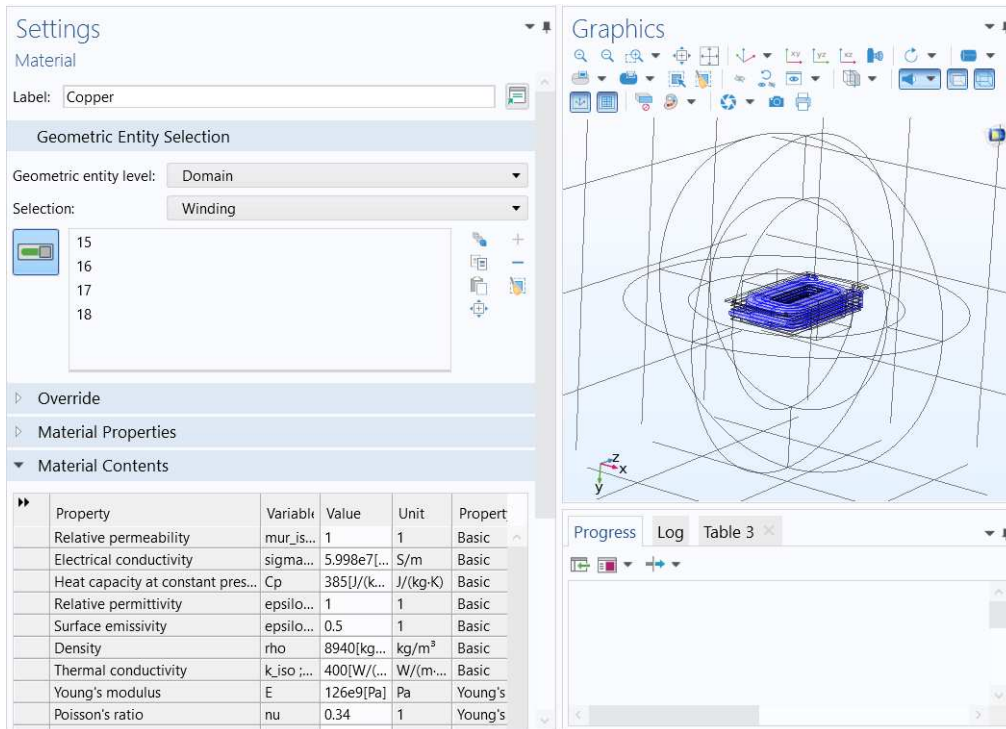 Settings
Material
Label: Copper
Geometric Entity Selection
Geometric entity level: Domain
Selection: Winding
15
16
17
18
Override
Material Properties
Material Contents
Property Variable Value Unit Property
Relative permeability mur_is... 1 1 Basic
Electrical conductivity sigma... 5.998e7[... S/m Basic
Heat capacity at constant pres... Cp 385[J/(k... J/(kg·K) Basic
Relative permittivity epsilo... 1 1 Basic
Surface emissivity epsilo... 0.5 1 Basic
Density rho 8940[kg... kg/m³ Basic
Thermal conductivity k_iso ;... 400[W/(... W/(m·... Basic
Young's modulus E 126e9[Pa] Pa Young's
Poisson's ratio nu 0.34 1 Young's
Graphics
xy yz xz
z
x
y
Progress Log Table 3